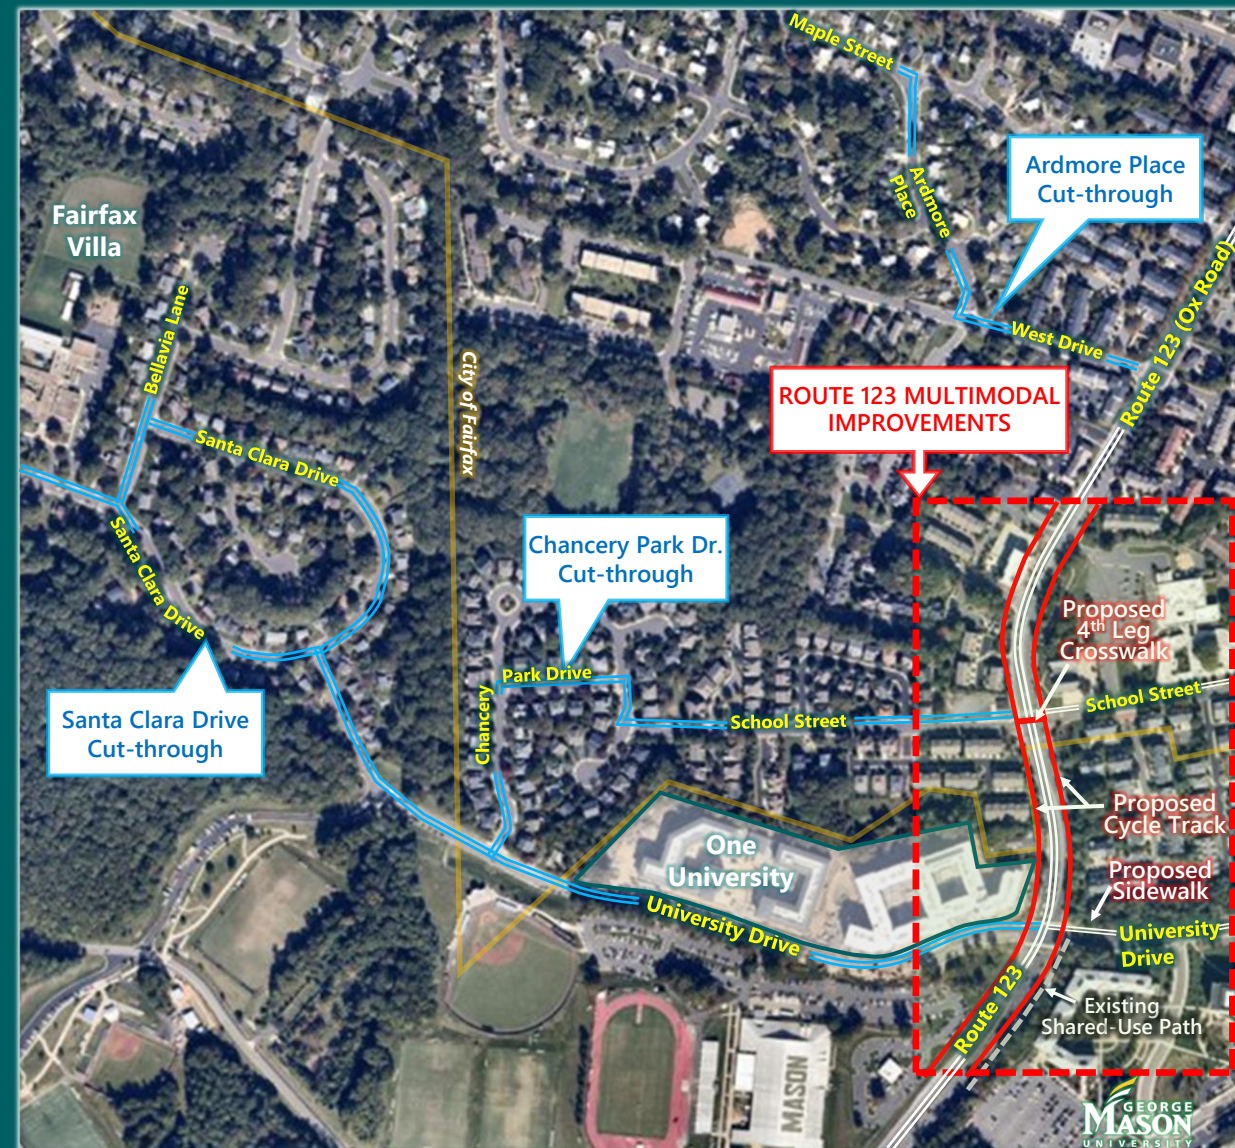 Maple Street
Ardmore Place
Cut-through
Ardmore
Place
Fairfax
Villa
Route 123 (Ox Road)
Bellavia Lane
West Drive
City of Fairfax
ROUTE 123 MULTIMODAL
IMPROVEMENTS
Santa Clara Drive
Santa Clara Drive
Chancery Park Dr.
Cut-through
Proposed
4th Leg
Crosswalk
Park Drive
Chancery
School Street
School Street
Santa Clara Drive
Cut-through
Proposed
Cycle Track
One
University
Proposed
Sidewalk
University Drive
University
Drive
Route 123
Existing
Shared-Use Path
MASON
GEORGE
MASON
UNIVERSITY